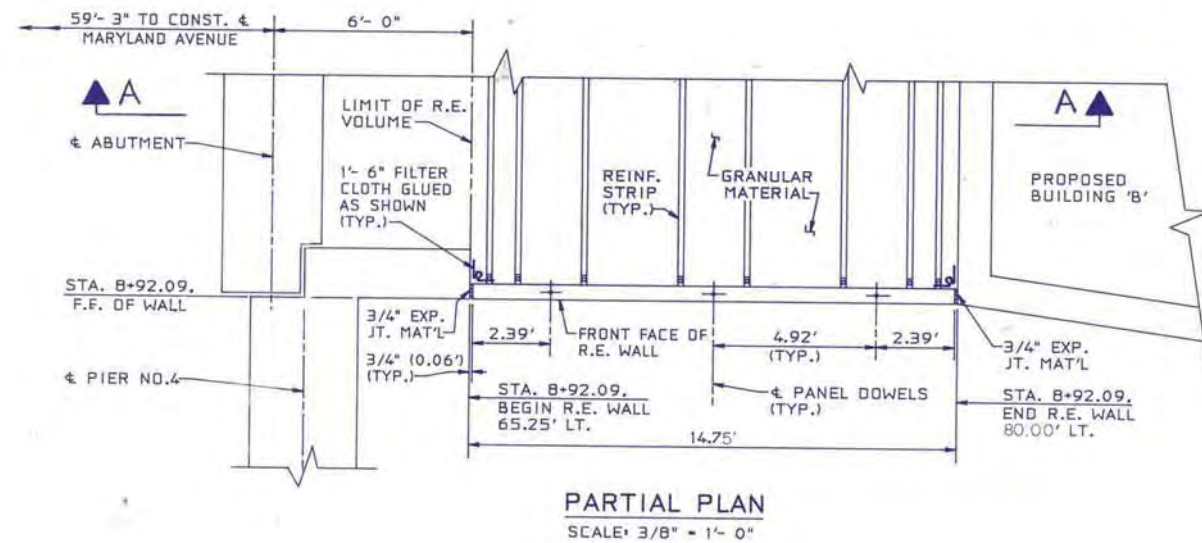 59'- 3" TO CONST. ℄
MARYLAND AVENUE
6'- 0"
A
LIMIT OF R.E.
VOLUME
A
℄ ABUTMENT
1'- 6" FILTER
CLOTH GLUED
AS SHOWN
(TYP.)
REINF.
STRIP
(TYP.)
GRANULAR
MATERIAL
PROPOSED
BUILDING 'B'
STA. 8+92.09.
F.E. OF WALL
3/4" EXP.
JT. MAT'L
2.39'
FRONT FACE OF
R.E. WALL
4.92'
(TYP.)
2.39'
3/4" EXP.
JT. MAT'L
3/4" (0.06')
(TYP.)
℄ PIER NO.4
STA. 8+92.09.
BEGIN R.E. WALL
65.25' LT.
℄ PANEL DOWELS
(TYP.)
STA. 8+92.09.
END R.E. WALL
80.00' LT.
14.75'
PARTIAL PLAN
SCALE: 3/8" = 1'- 0"